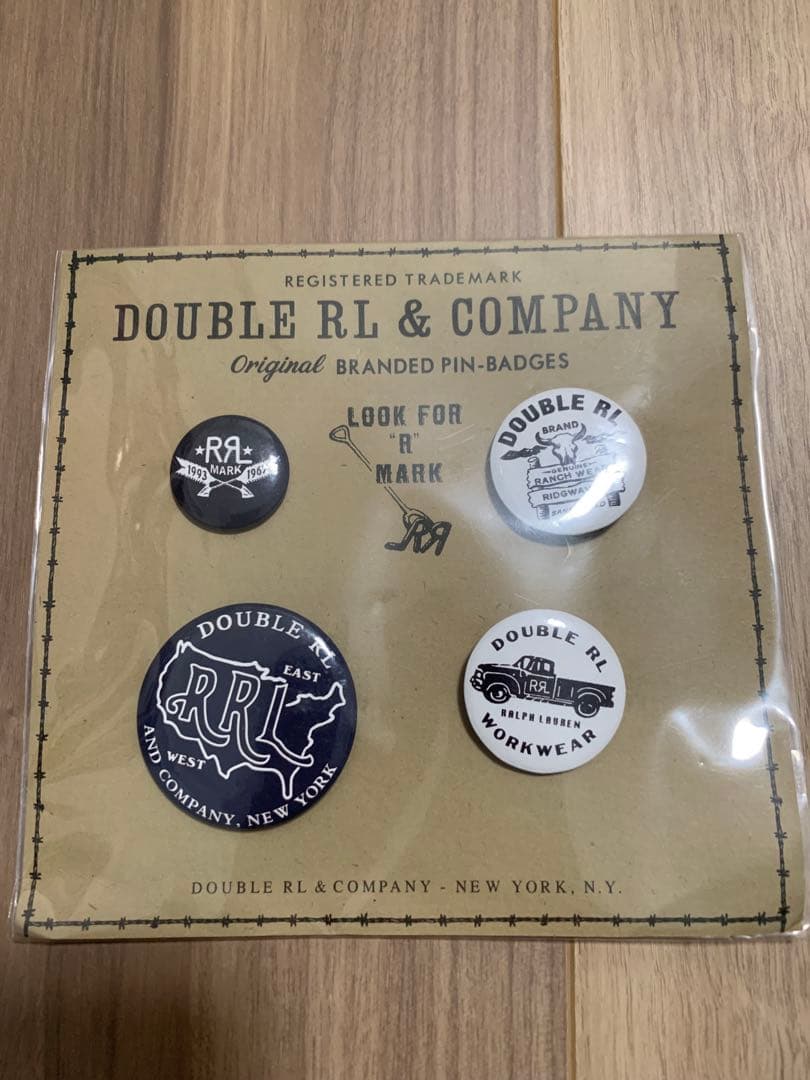 REGISTERED TRADEMARK
DOUBLE RL & COMPANY
Original BRANDED PIN-BADGES
LOOK FOR
"R"
MARK
RR
RRL
MARK
1993 1967
DOUBLE RL
BRAND
GENUINE
RANCH WEAR
RIDGWAY
DOUBLE RL
EAST
RRL
WEST
AND COMPANY, NEW YORK
DOUBLE RL
RRL
RALPH LAUREN
WORKWEAR
DOUBLE RL & COMPANY - NEW YORK, N.Y.